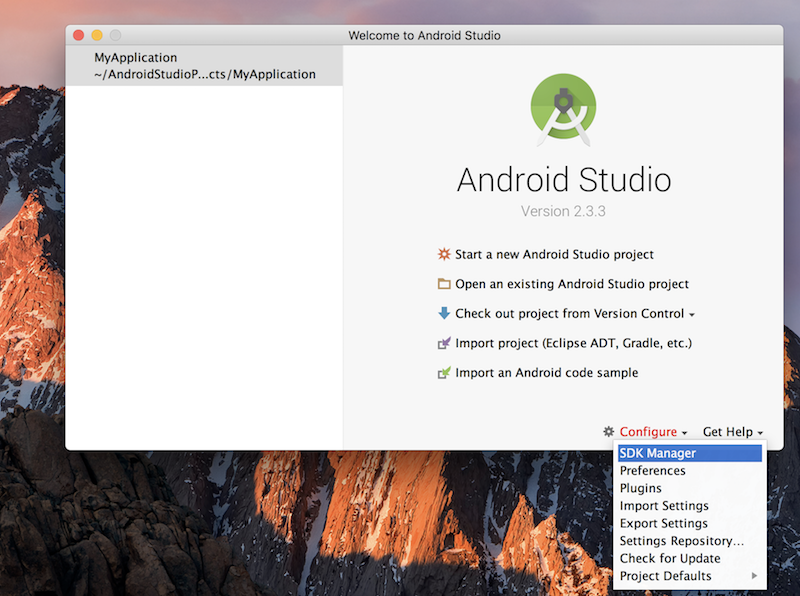 Welcome to Android Studio
MyApplication
~/AndroidStudioP...cts/MyApplication
Android Studio
Version 2.3.3
Start a new Android Studio project
Open an existing Android Studio project
Check out project from Version Control
Import project (Eclipse ADT, Gradle, etc.)
Import an Android code sample
Configure Get Help
SDK Manager
Preferences
Plugins
Import Settings
Export Settings
Settings Repository...
Check for Update
Project Defaults